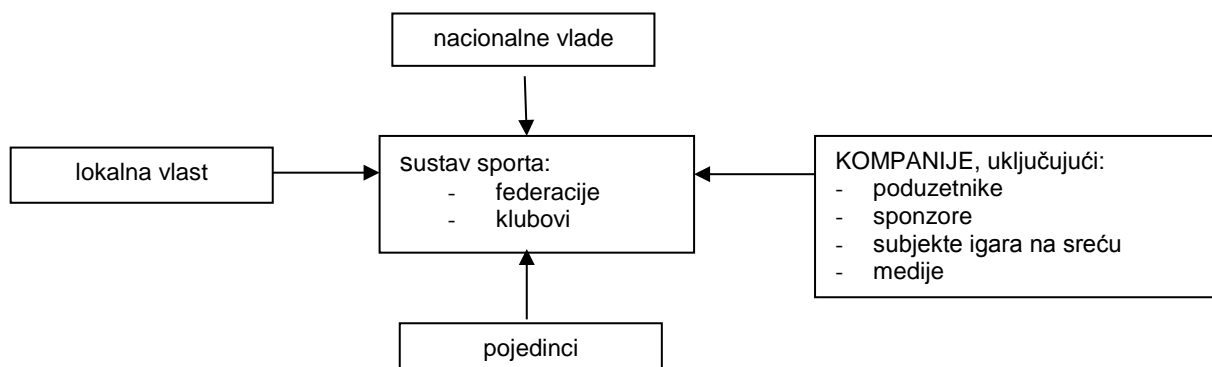 nacionalne vlade
lokalna vlast
sustav sporta:
- federacije
- klubovi
KOMPANIJE, uključujući:
- poduzetnike
- sponzore
- subjekte igara na sreću
- medije
pojedinci